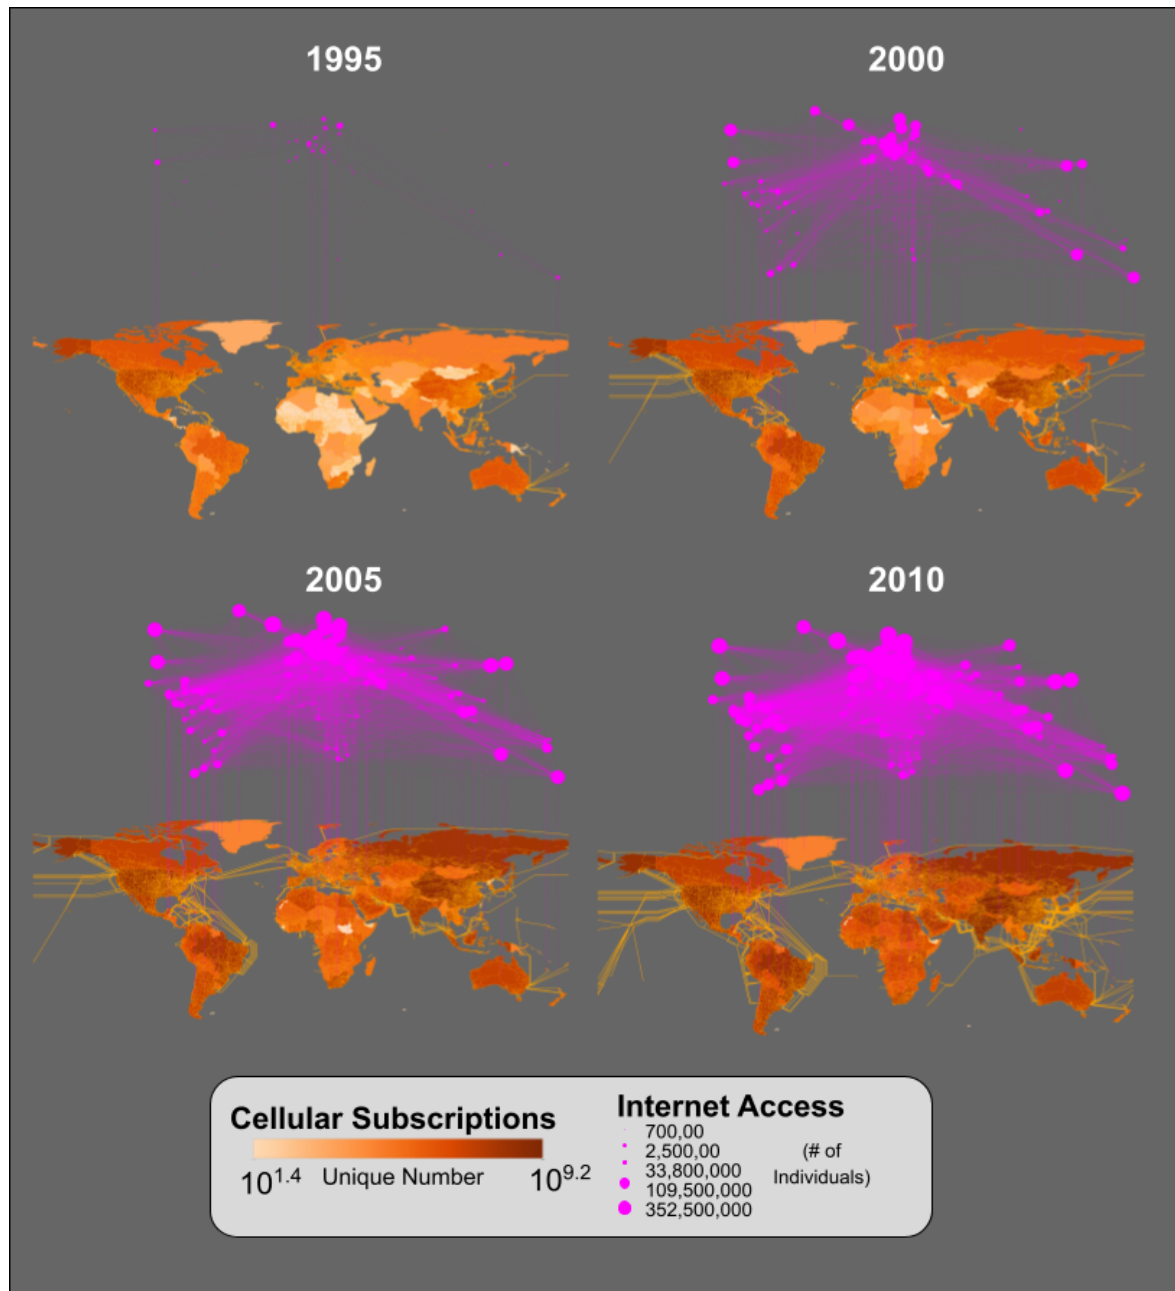 1995
2000
2005
2010
Cellular Subscriptions
10^1.4 Unique Number 10^9.2
Internet Access
700,00
2,500,00
33,800,000
109,500,000
352,500,000
(# of
Individuals)